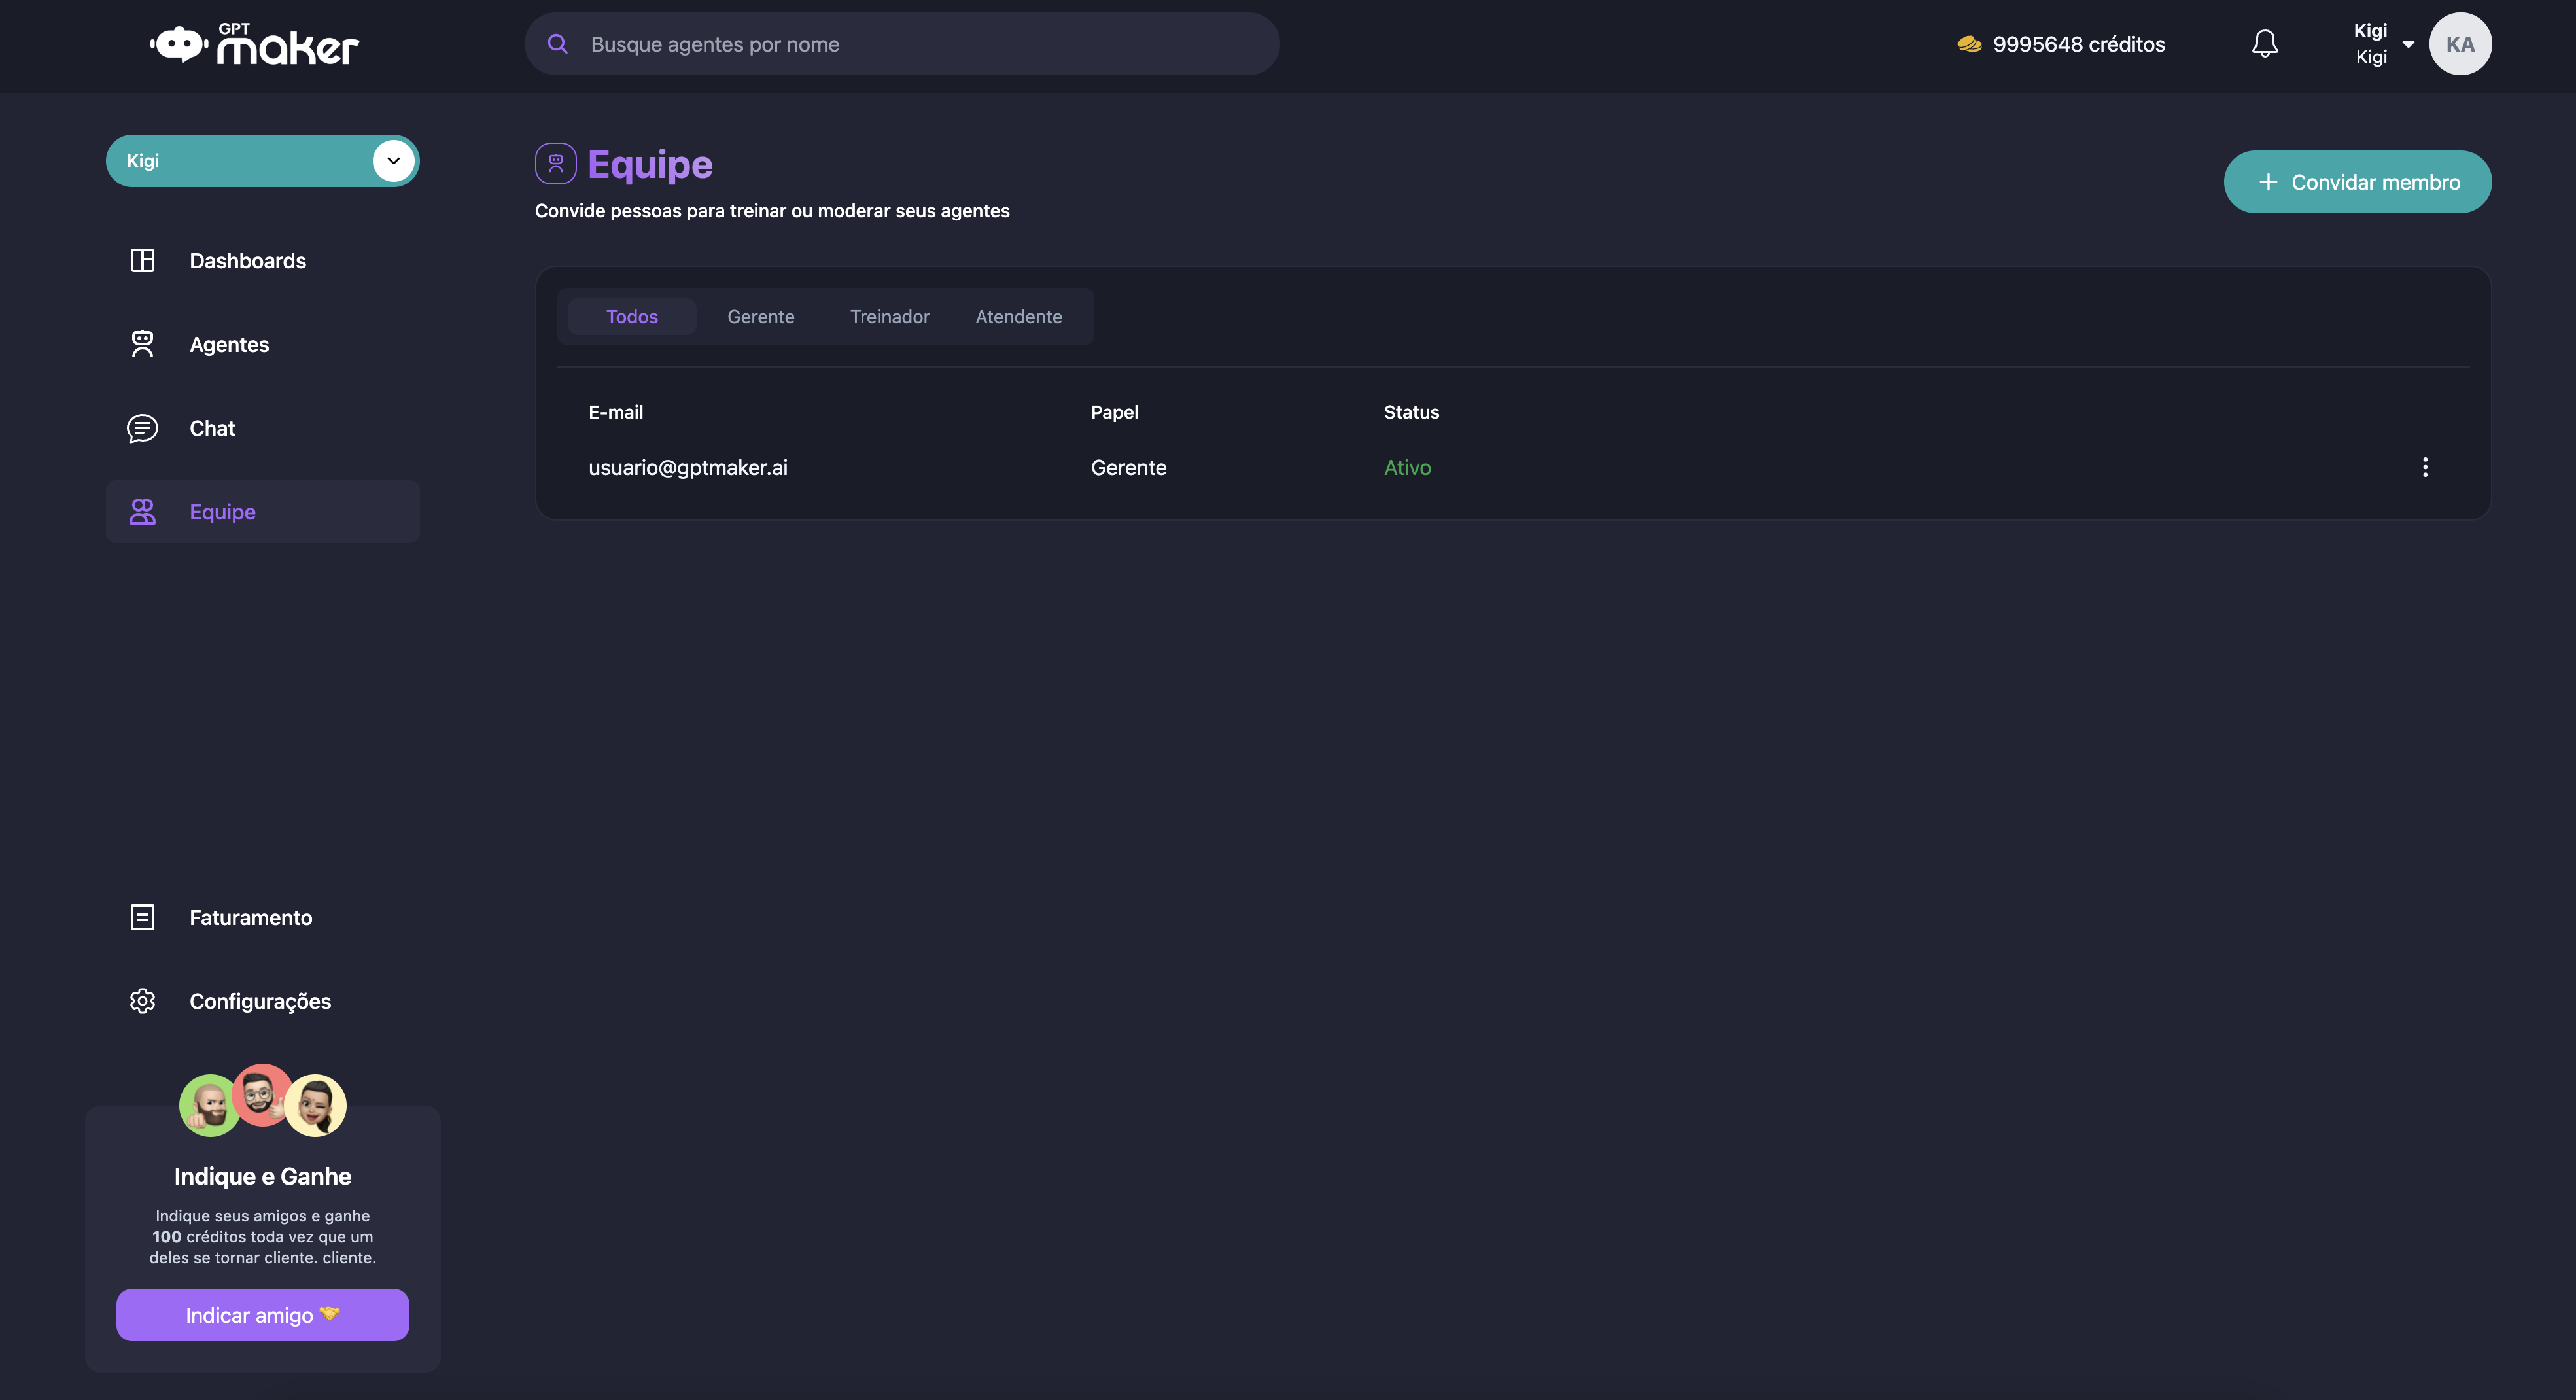 GPT
maker
Busque agentes por nome
9995648 créditos
Kigi
Kigi
KA
Kigi
Dashboards
Agentes
Chat
Equipe
Faturamento
Configurações
Indique e Ganhe
Indique seus amigos e ganhe
100 créditos toda vez que um
deles se tornar cliente. cliente.
Indicar amigo
Equipe
Convide pessoas para treinar ou moderar seus agentes
+ Convidar membro
Todos Gerente Treinador Atendente
E-mail Papel Status
usuario@gptmaker.ai Gerente Ativo